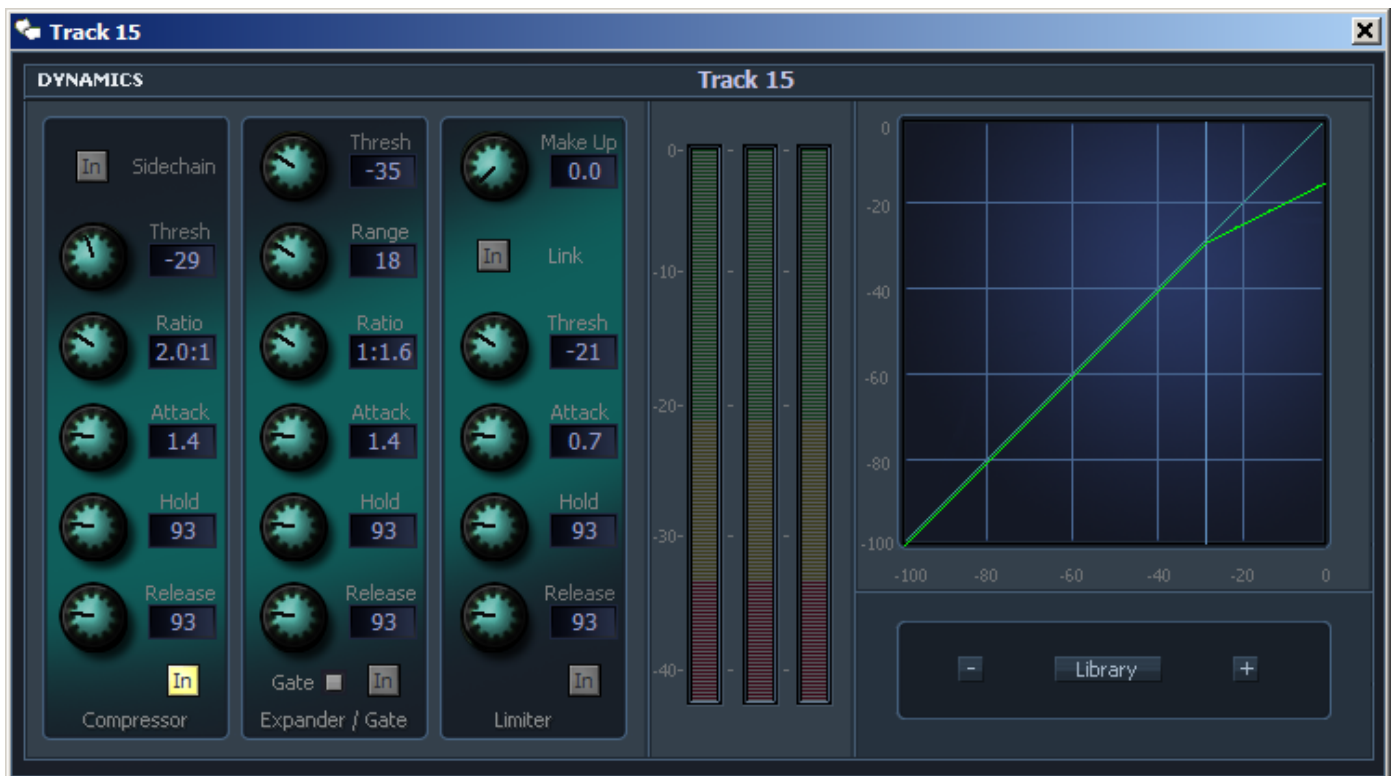 Track 15
DYNAMICS
Track 15
In Sidechain
Thresh
-29
Ratio
2.0:1
Attack
1.4
Hold
93
Release
93
In
Compressor
Thresh
-35
Range
18
Ratio
1:1.6
Attack
1.4
Hold
93
Release
93
Gate In
Expander / Gate
Make Up
0.0
In Link
Thresh
-21
Attack
0.7
Hold
93
Release
93
In
Limiter
0-
-10-
-20-
-30-
-40-
0
-20
-40
-60
-80
-100
-100 -80 -60 -40 -20 0
- Library +